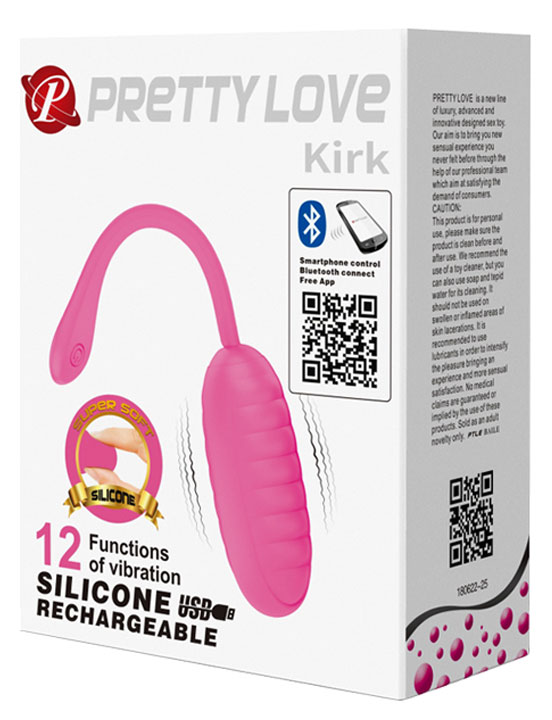 P PRETTY LOVE
Kirk
Smartphone control
Bluetooth connect
Free App
SUPER SOFT
SILICONE
12 Functions
of vibration
SILICONE USB
RECHARGEABLE
PRETTY LOVE is a new line
of luxury, advanced and
innovative designed sex toy.
Our aim is to bring you new
sensual experience you
never felt before through the
help of our professional team
which aim at satisfying the
demand of consumers.
CAUTION:
This product is for personal
use, please make sure the
product is clean before and
after use. We recommend the
use of a toy cleaner, but you
can also use soap and tepid
water for its cleaning. It
should not be used on
swollen or inflamed areas of
skin lacerations. It is
recommended to use
lubricants in order to intensify
the pleasure bringing an
experience and more sensual
satisfaction. No medical
claims are guaranteed or
implied by the use of these
products. Sold as an adult
novelty only. PTLE BAILE
180622-25